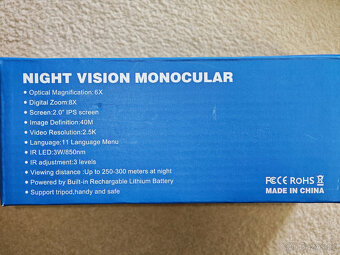 NIGHT VISION MONOCULAR
• Optical Magnification:6X
• Digital Zoom:8X
• Screen:2.0" IPS screen
• Image Definition:40M
• Video Resolution:2.5K
• Language:11 Language Menu
• IR LED:3W/850nm
• IR adjustment:3 levels
• Viewing distance :Up to 250-300 meters at night
• Powered by Built-in Rechargable Lithium Battery
• Support tripod,handy and safe
FCC CE ROHS
MADE IN CHINA